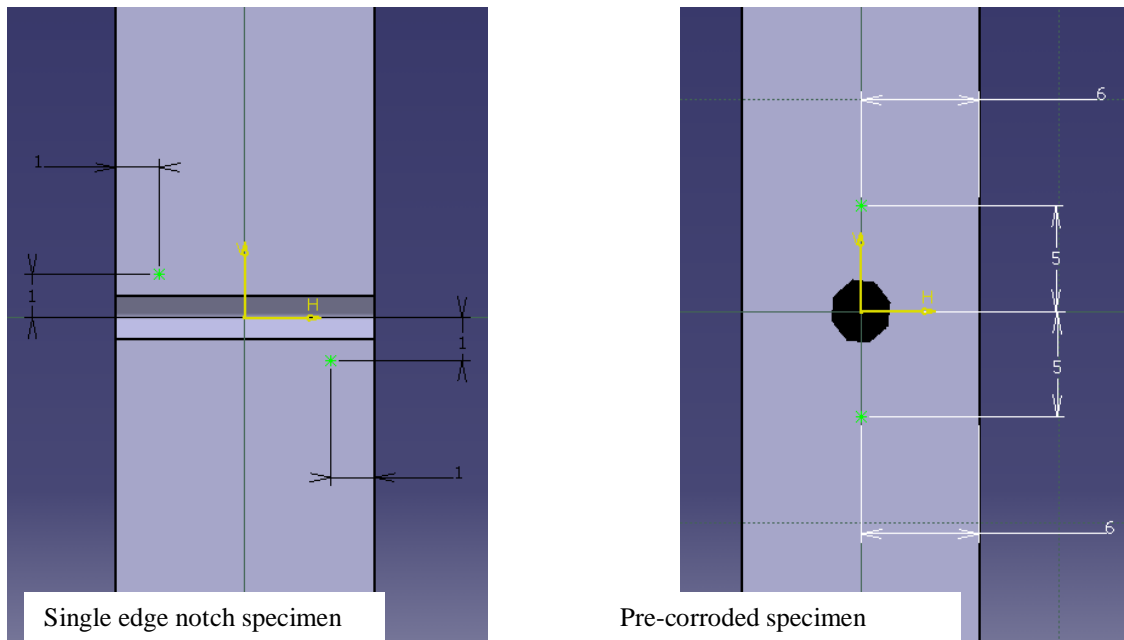 6
1
V
V
5
1
H
H
1
5
1
6
Single edge notch specimen
Pre-corroded specimen